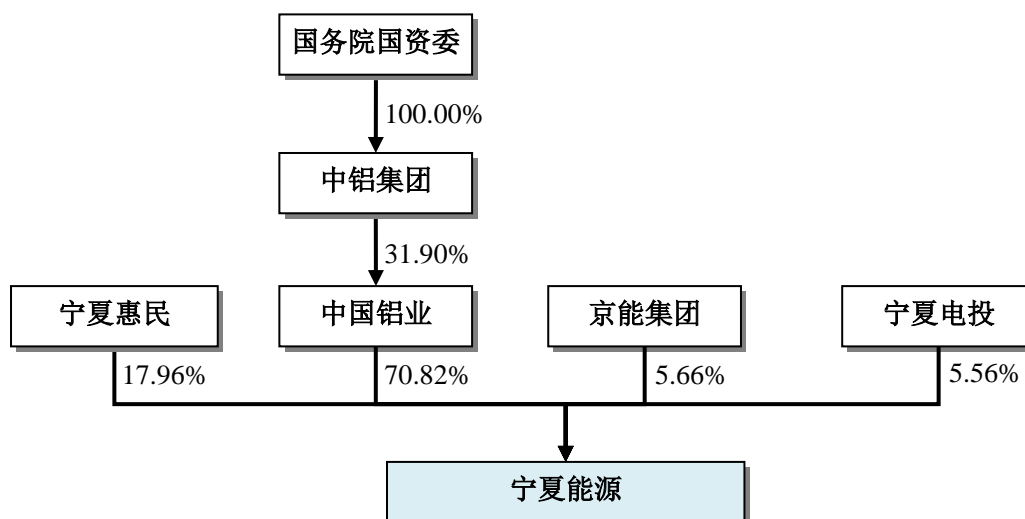 国务院国资委
100.00%
中铝集团
31.90%
宁夏惠民
中国铝业
京能集团
宁夏电投
17.96%
70.82%
5.66%
5.56%
宁夏能源